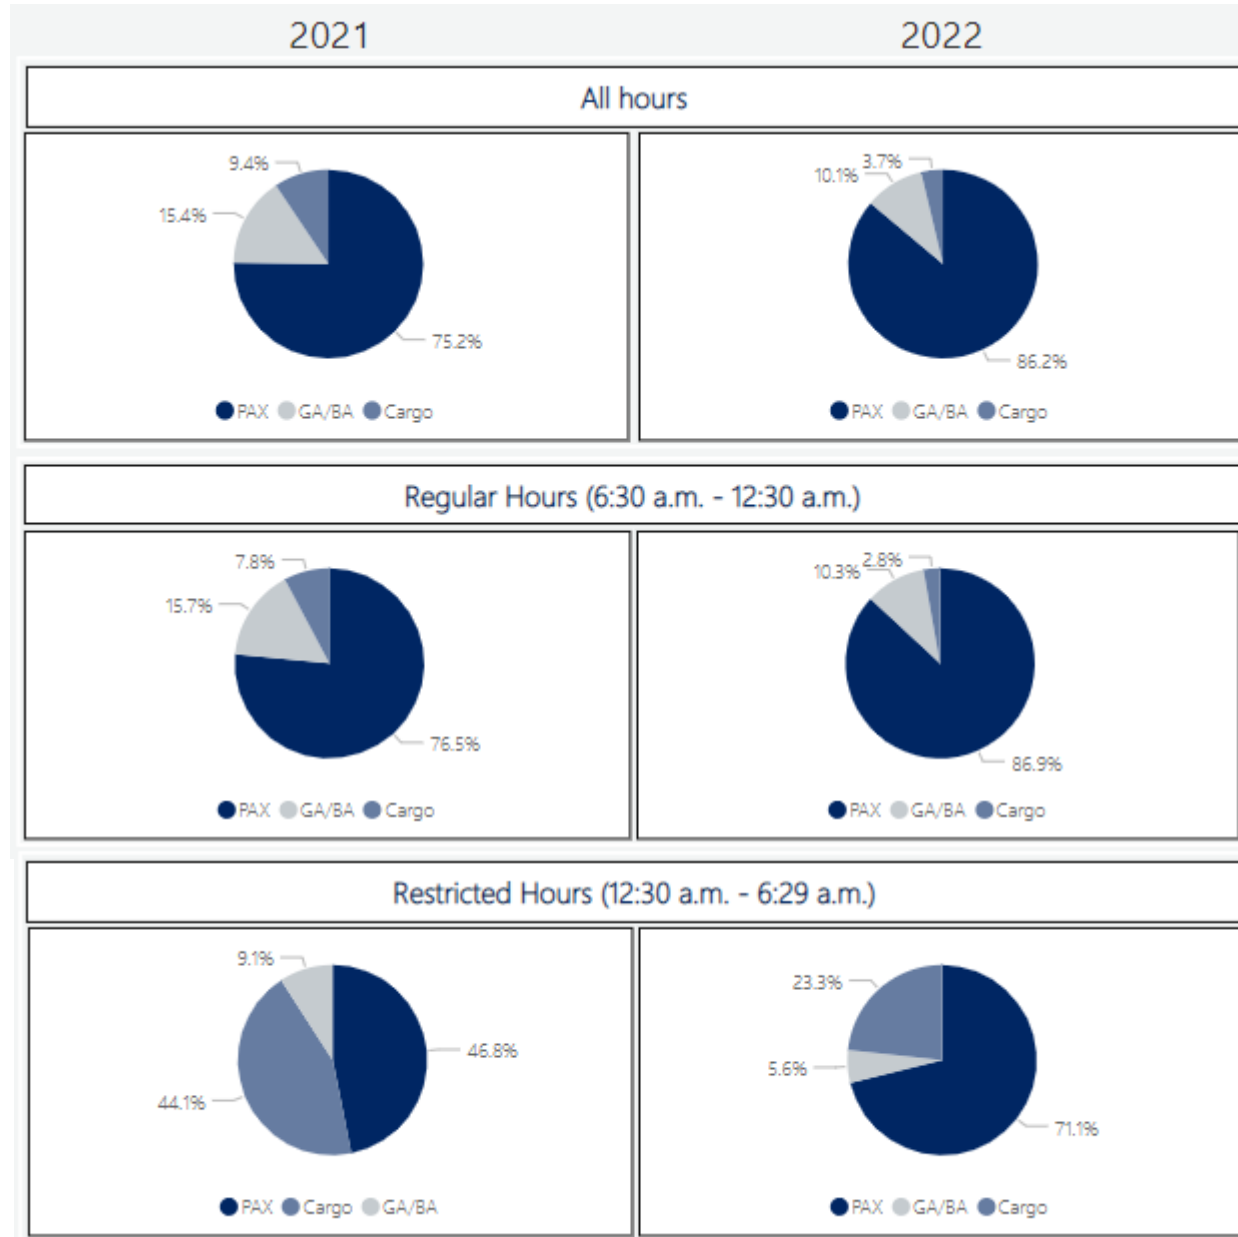 2021 2022
All hours
9.4%
15.4%
75.2%
PAX GA/BA Cargo
3.7%
10.1%
86.2%
PAX GA/BA Cargo
Regular Hours (6:30 a.m. - 12:30 a.m.)
7.8%
15.7%
76.5%
PAX GA/BA Cargo
2.8%
10.3%
86.9%
PAX GA/BA Cargo
Restricted Hours (12:30 a.m. - 6:29 a.m.)
9.1%
46.8%
44.1%
PAX Cargo GA/BA
23.3%
5.6%
71.1%
PAX GA/BA Cargo